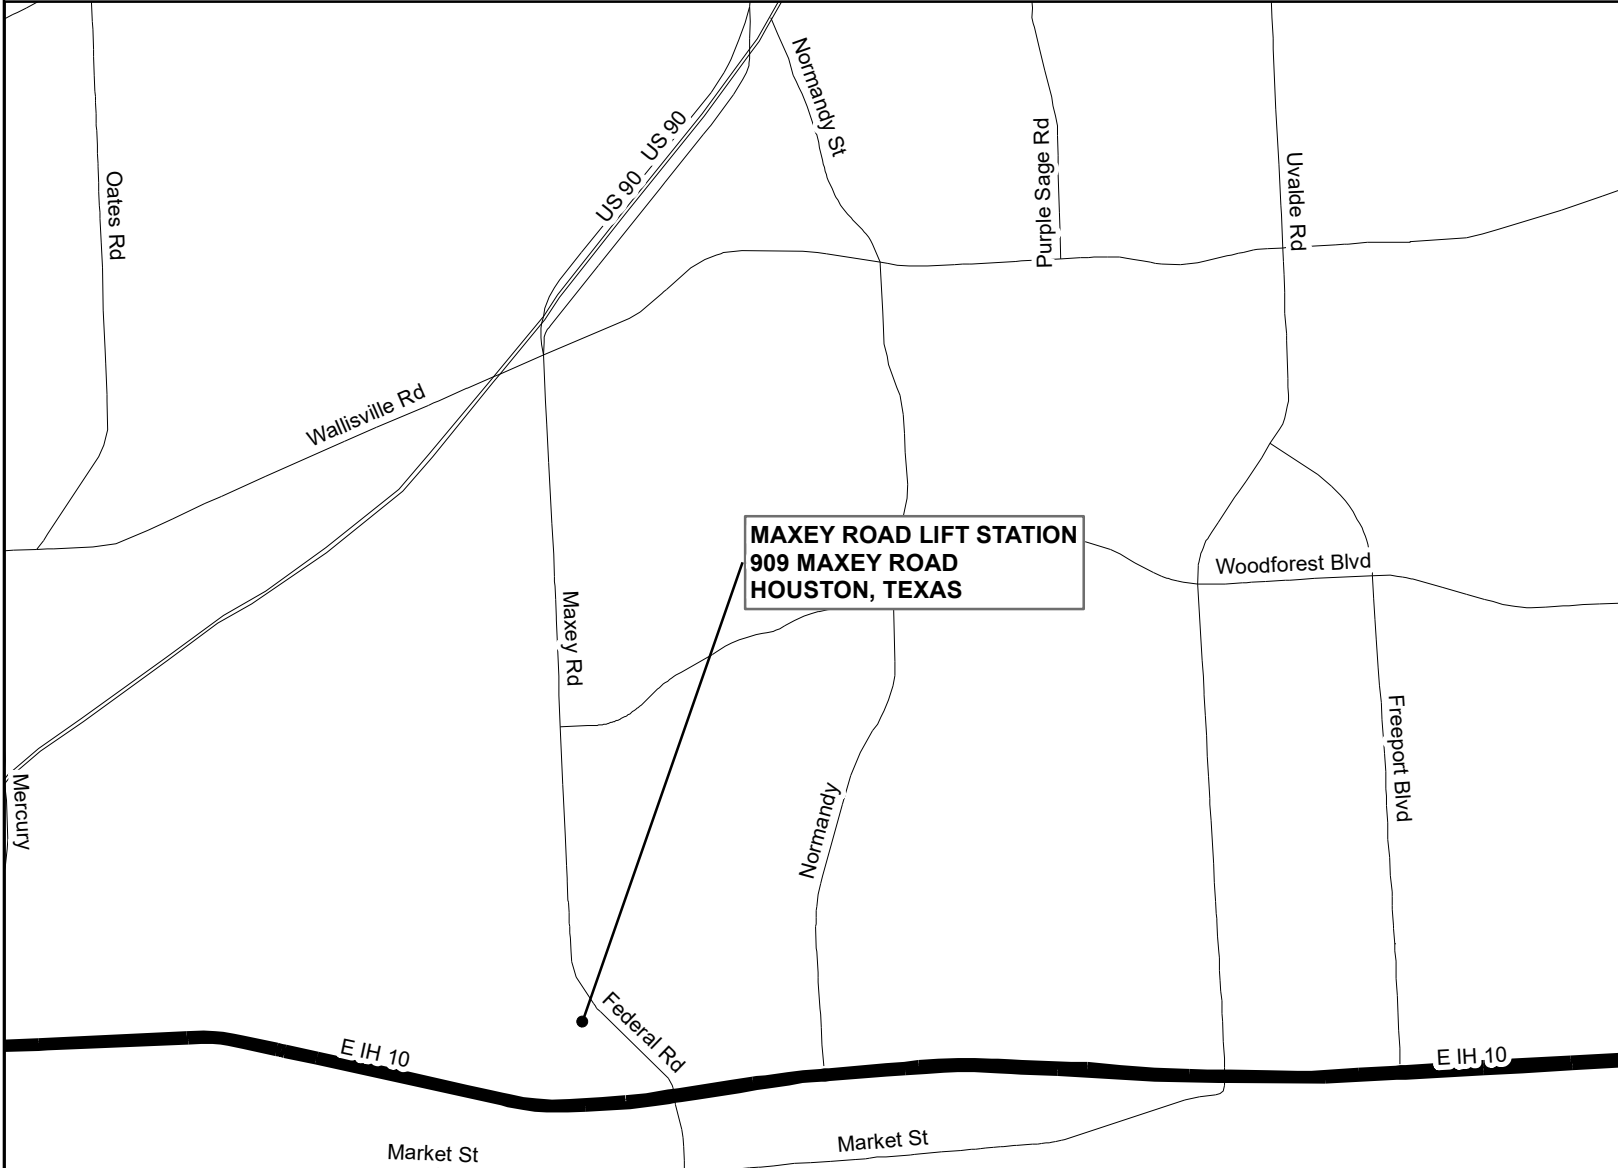 Normandy St
US 90
US 90
Purple Sage Rd
Uvalde Rd
Oates Rd
Wallisville Rd
MAXEY ROAD LIFT STATION
909 MAXEY ROAD
HOUSTON, TEXAS
Woodforest Blvd
Maxey Rd
Freeport Blvd
Mercury
Normandy
Federal Rd
E IH 10
E IH 10
Market St
Market St